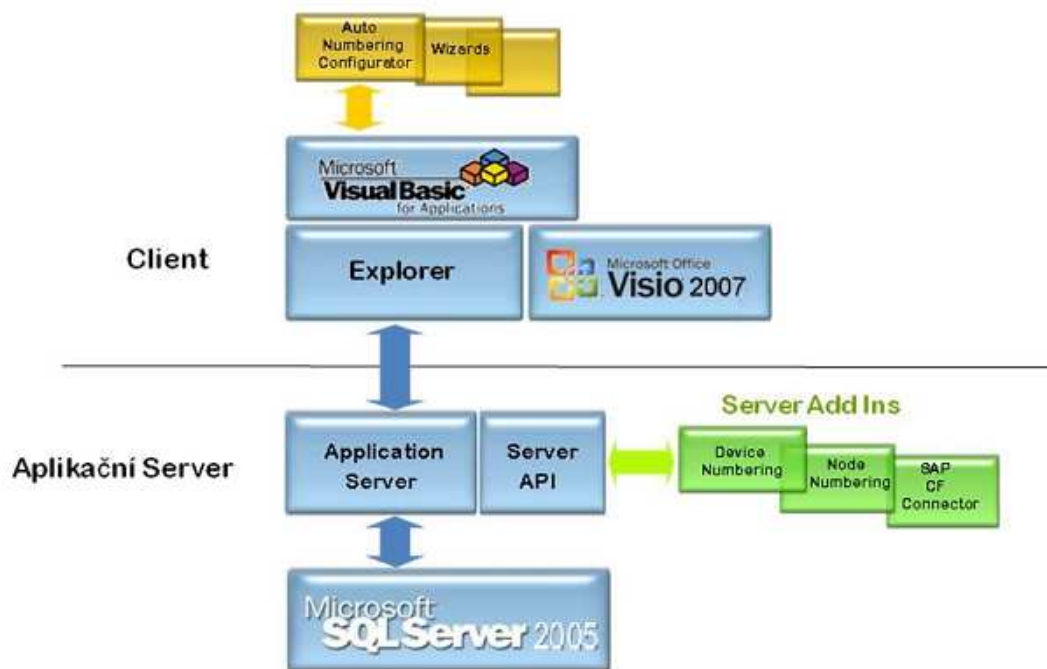 Auto
Numbering
Configurator
Wizards
Microsoft
Visual Basic
for Applications
Client
Explorer
Microsoft Office
Visio 2007
Server Add Ins
Aplikační Server
Application
Server
Server
API
Device
Numbering
Node
Numbering
SAP
CF
Connector
Microsoft
SQL Server 2005